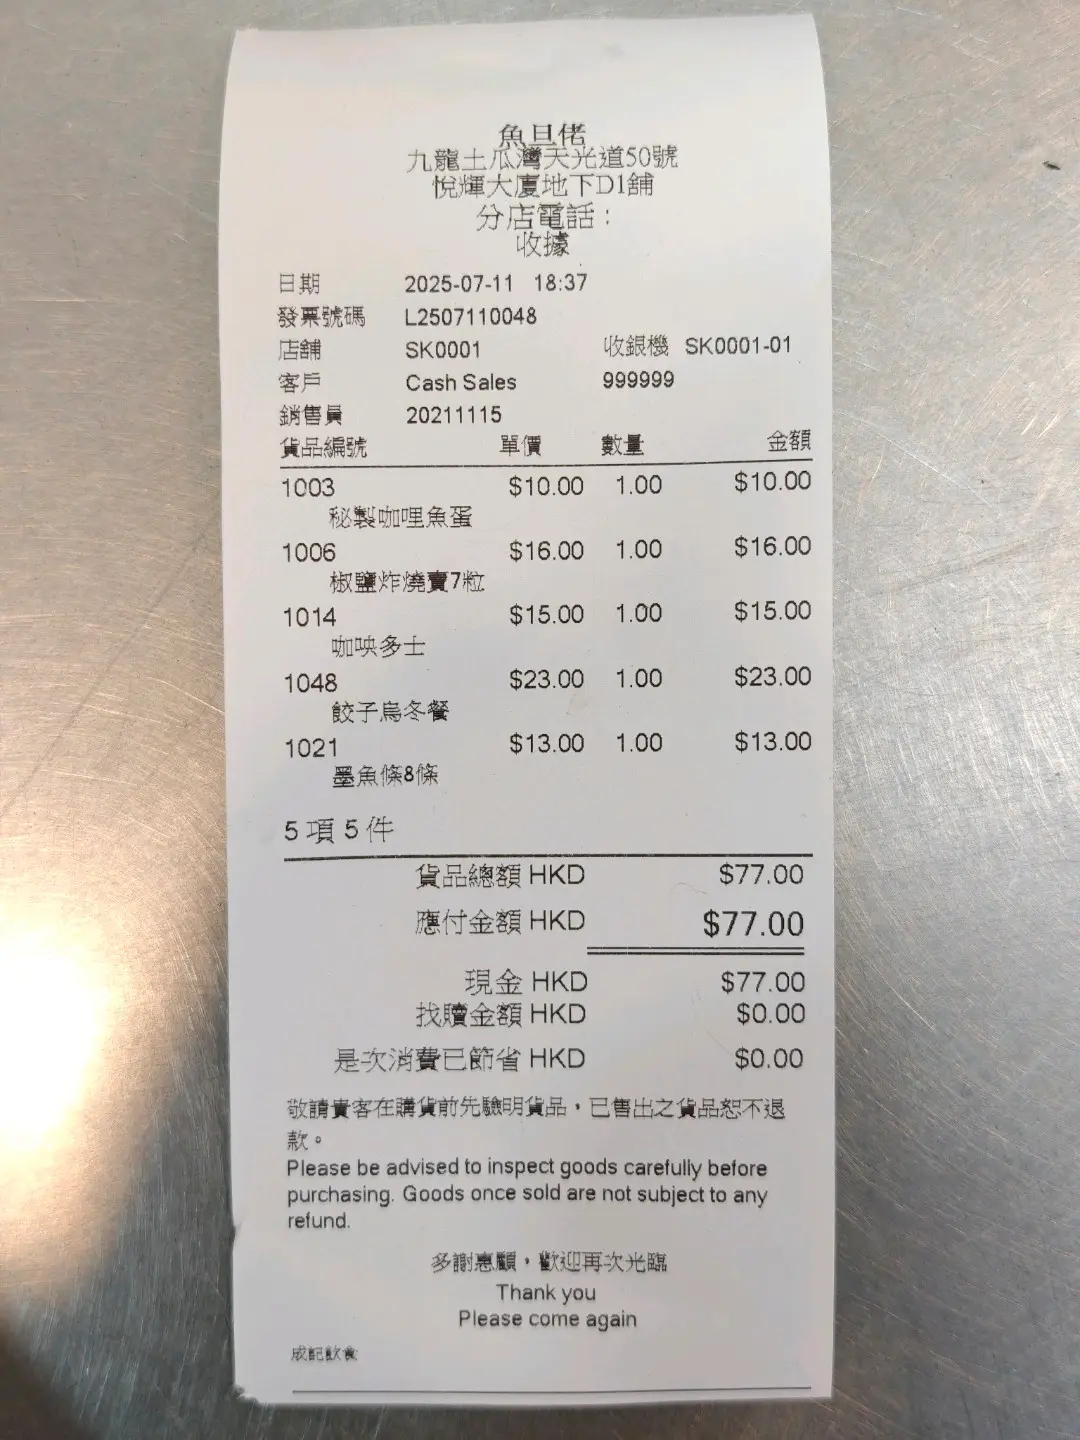 魚旦佬
九龍土瓜灣天光道50號
悅輝大廈地下D1舖
分店電話：
收據
日期 2025-07-11 18:37
發票號碼 L2507110048
店舖 SK0001 收銀機 SK0001-01
客戶 Cash Sales 999999
銷售員 20211115
貨品編號 單價 數量 金額
1003 $10.00 1.00 $10.00
秘製咖哩魚蛋
1006 $16.00 1.00 $16.00
椒鹽炸燒賣7粒
1014 $15.00 1.00 $15.00
咖央多士
1048 $23.00 1.00 $23.00
餃子烏冬餐
1021 $13.00 1.00 $13.00
墨魚條8條
5 項 5 件
貨品總額 HKD $77.00
應付金額 HKD $77.00
現金 HKD $77.00
找贖金額 HKD $0.00
是次消費已節省 HKD $0.00
敬請貴客在購貨前先驗明貨品，已售出之貨品恕不退
款。
Please be advised to inspect goods carefully before
purchasing. Goods once sold are not subject to any
refund.
多謝惠顧，歡迎再次光臨
Thank you
Please come again
成記飲食